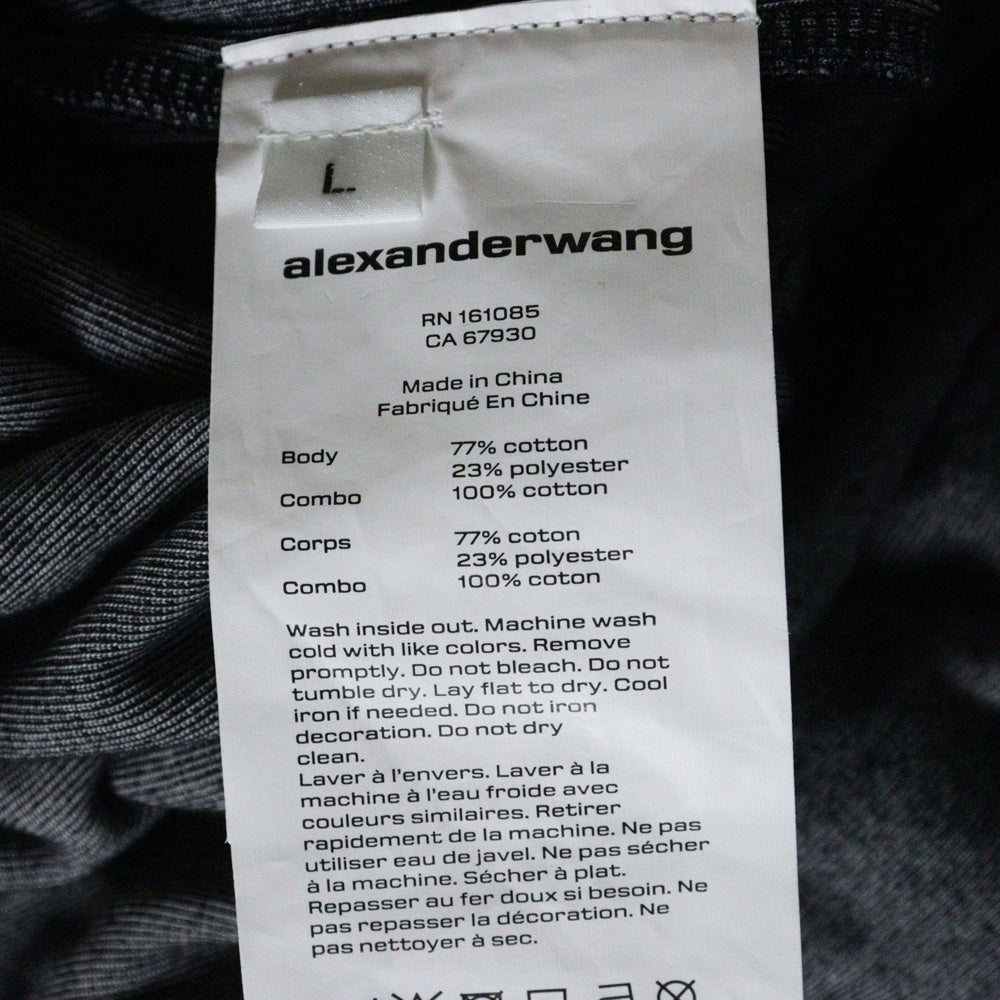 L
alexanderwang
RN 161085
CA 67930
Made in China
Fabriqué En Chine
Body 77% cotton
23% polyester
Combo 100% cotton
Corps 77% coton
23% polyester
Combo 100% coton
Wash inside out. Machine wash
cold with like colors. Remove
promptly. Do not bleach. Do not
tumble dry. Lay flat to dry. Cool
iron if needed. Do not iron
decoration. Do not dry
clean.
Laver à l'envers. Laver à la
machine à l'eau froide avec
couleurs similaires. Retirer
rapidement de la machine. Ne pas
utiliser eau de javel. Ne pas sécher
à la machine. Sécher à plat.
Repasser au fer doux si besoin. Ne
pas repasser la décoration. Ne
pas nettoyer à sec.